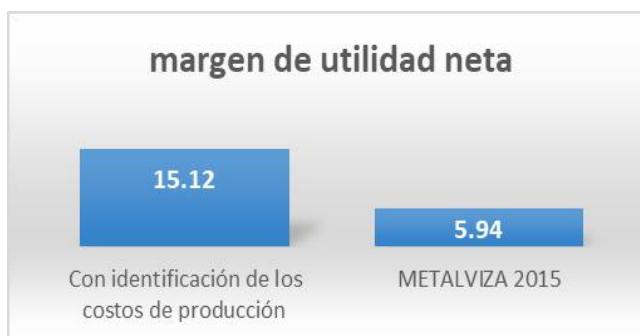 margen de utilidad neta
15.12
5.94
Con identificación de los
costos de producción
METALVIZA 2015